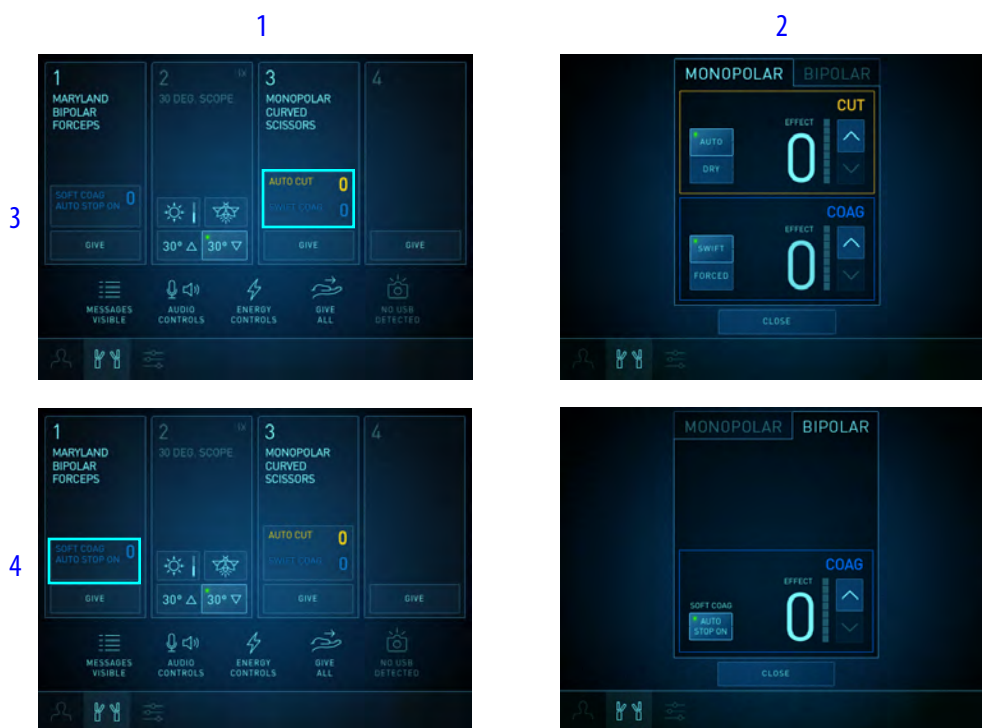 1
2
3
1
MARYLAND
BIPOLAR
FORCEPS
SOFT COAG
AUTO STOP ON
0
GIVE
2
30 DEG. SCOPE
30°
30°
3
MONOPOLAR
CURVED
SCISSORS
AUTO CUT 0
SWIFT COAG 0
GIVE
4
GIVE
MESSAGES
VISIBLE
AUDIO
CONTROLS
ENERGY
CONTROLS
GIVE
ALL
NO USB
DETECTED
MONOPOLAR BIPOLAR
CUT
EFFECT
AUTO
DRY
0
COAG
EFFECT
SWIFT
FORCED
0
CLOSE
4
1
MARYLAND
BIPOLAR
FORCEPS
SOFT COAG
AUTO STOP ON
0
GIVE
2
30 DEG. SCOPE
30°
30°
3
MONOPOLAR
CURVED
SCISSORS
AUTO CUT 0
SWIFT COAG 0
GIVE
4
GIVE
MESSAGES
VISIBLE
AUDIO
CONTROLS
ENERGY
CONTROLS
GIVE
ALL
NO USB
DETECTED
MONOPOLAR BIPOLAR
COAG
EFFECT
SOFT COAG
AUTO
STOP ON
0
CLOSE